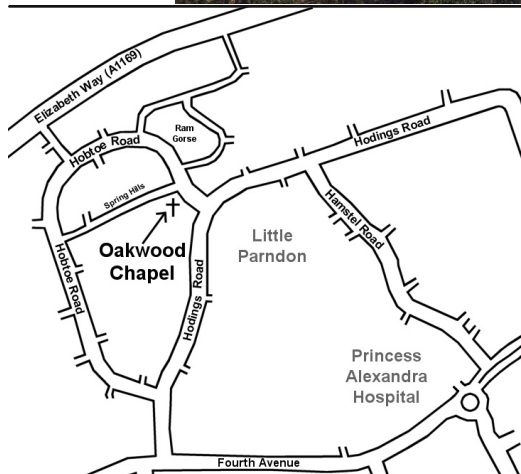 Elizabeth Way (A1169)
Hobtoe Road
Ram
Gorse
Hodings Road
Spring Hills
Hamstel Road
Oakwood
Chapel
Little
Parndon
Hobtoe Road
Hodings Road
Princess
Alexandra
Hospital
Fourth Avenue